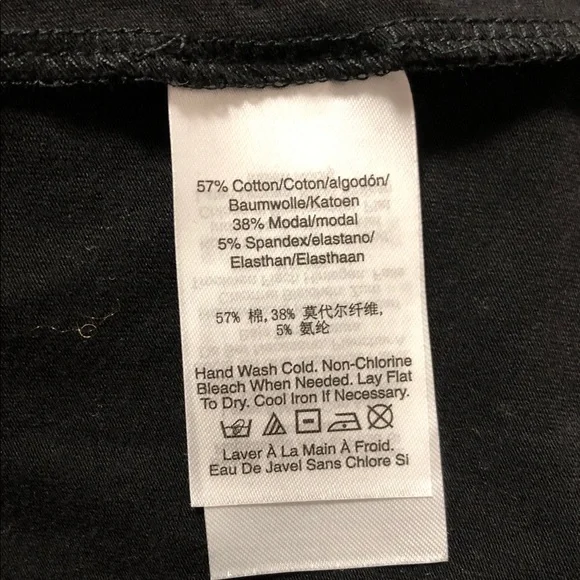 57% Cotton/Coton/algodón/
Baumwolle/Katoen
38% Modal/modal
5% Spandex/elastano/
Elasthan/Elasthaan
57% 棉,38% 莫代尔纤维,
5% 氨纶
Hand Wash Cold. Non-Chlorine
Bleach When Needed. Lay Flat
To Dry. Cool Iron If Necessary.
Laver À La Main À Froid.
Eau De Javel Sans Chlore Si